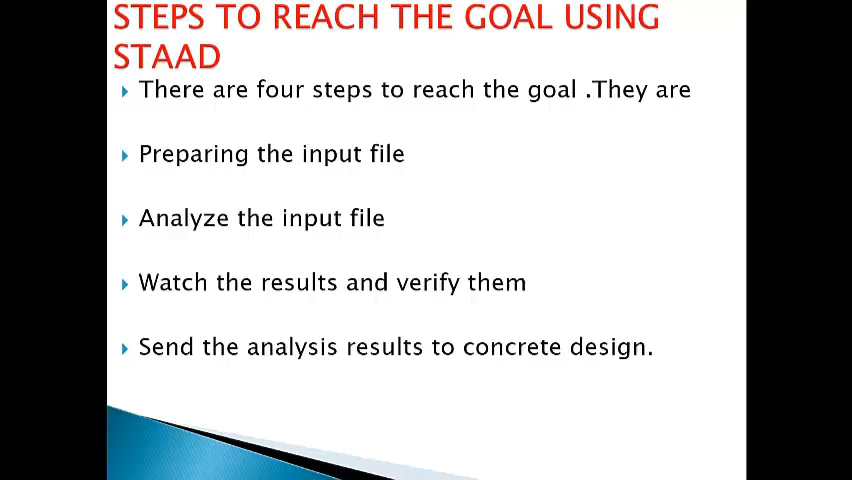 STEPS TO REACH THE GOAL USING
STAAD
There are four steps to reach the goal .They are
Preparing the input file
Analyze the input file
Watch the results and verify them
Send the analysis results to concrete design.